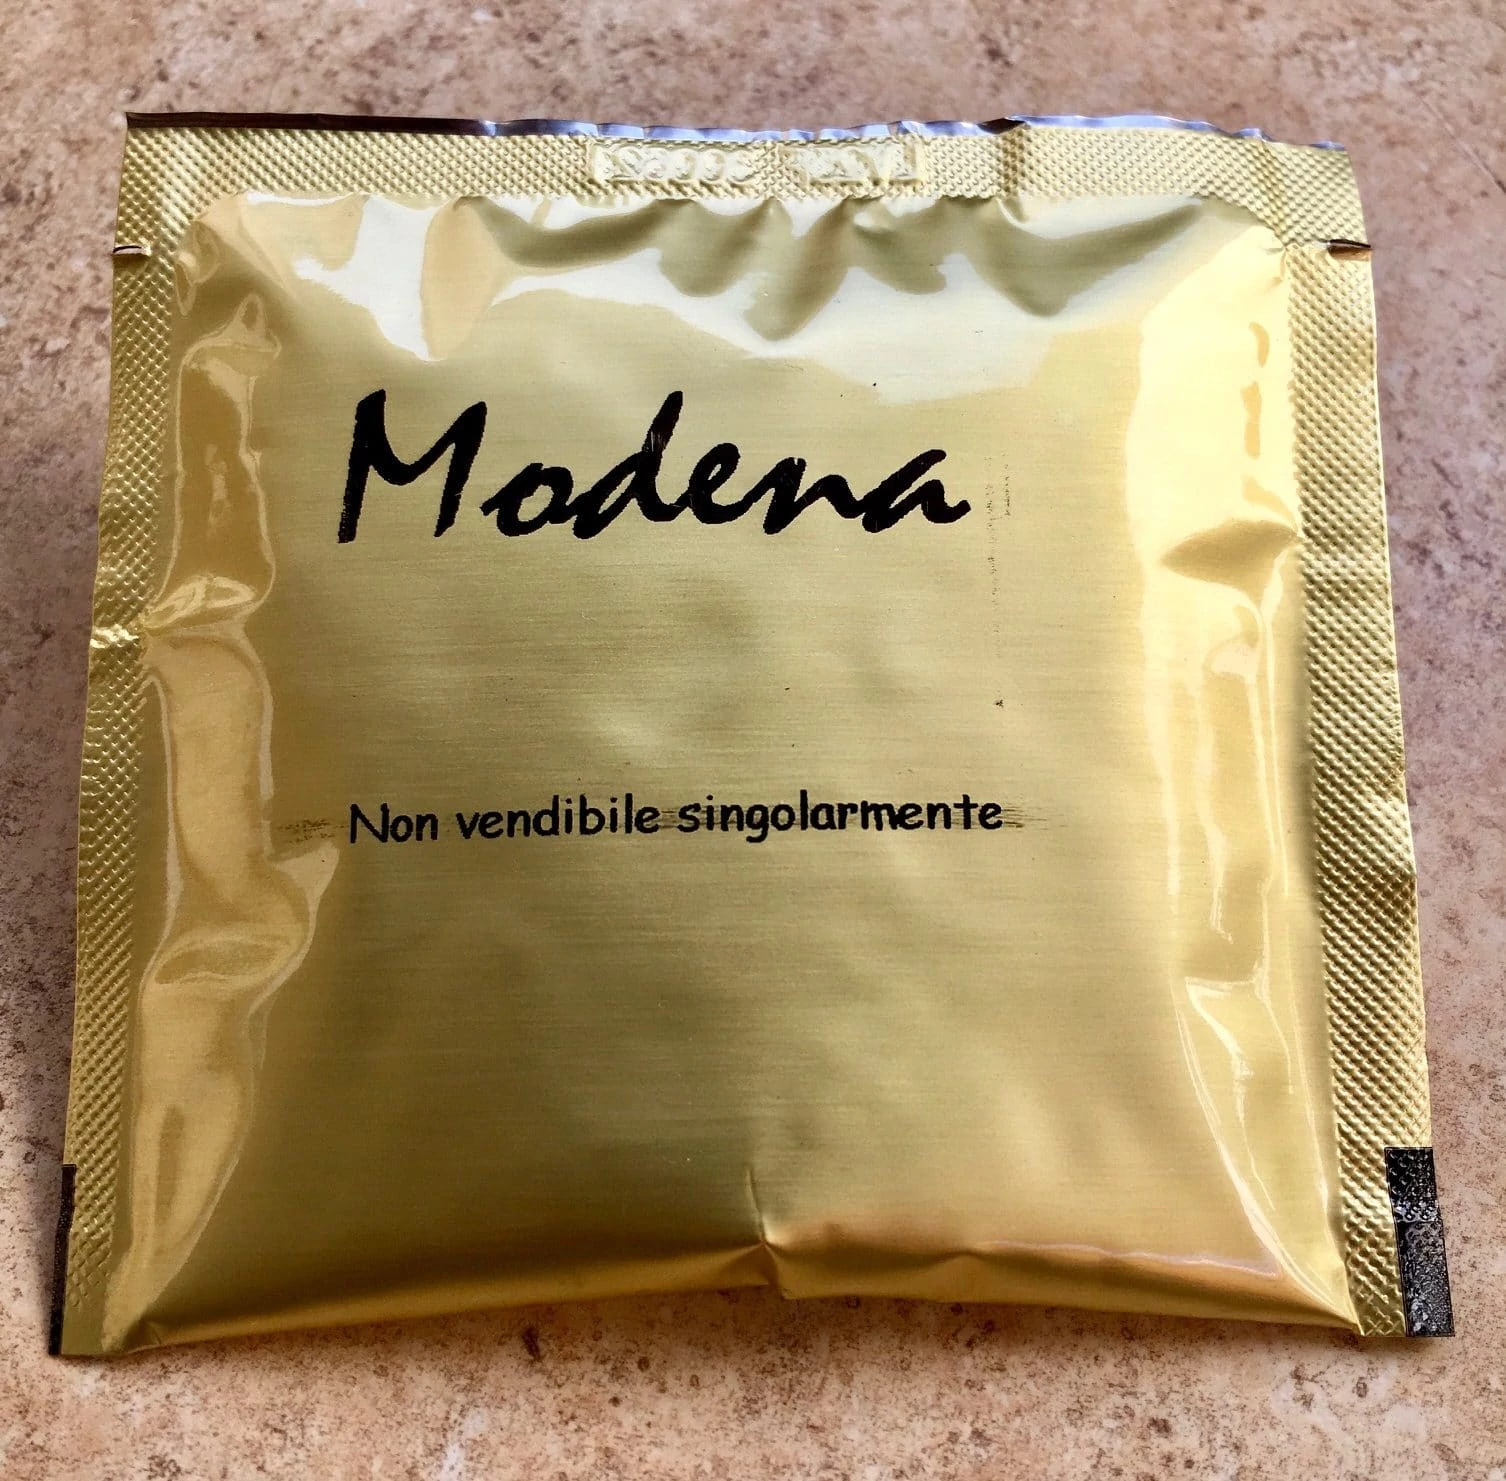 Modena
Non vendibile singolarmente